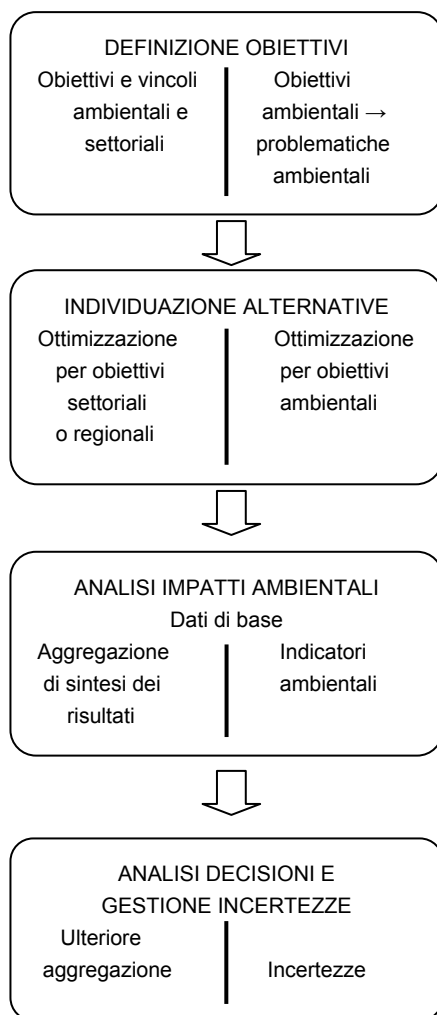 DEFINIZIONE OBIETTIVI
Obiettivi e vincoli
ambientali e
settoriali
Obiettivi
ambientali →
problematiche
ambientali
INDIVIDUAZIONE ALTERNATIVE
Ottimizzazione
per obiettivi
settoriali
o regionali
Ottimizzazione
per obiettivi
ambientali
ANALISI IMPATTI AMBIENTALI
Dati di base
Aggregazione
di sintesi dei
risultati
Indicatori
ambientali
ANALISI DECISIONI E
GESTIONE INCERTEZZE
Ulteriore
aggregazione
Incertezze